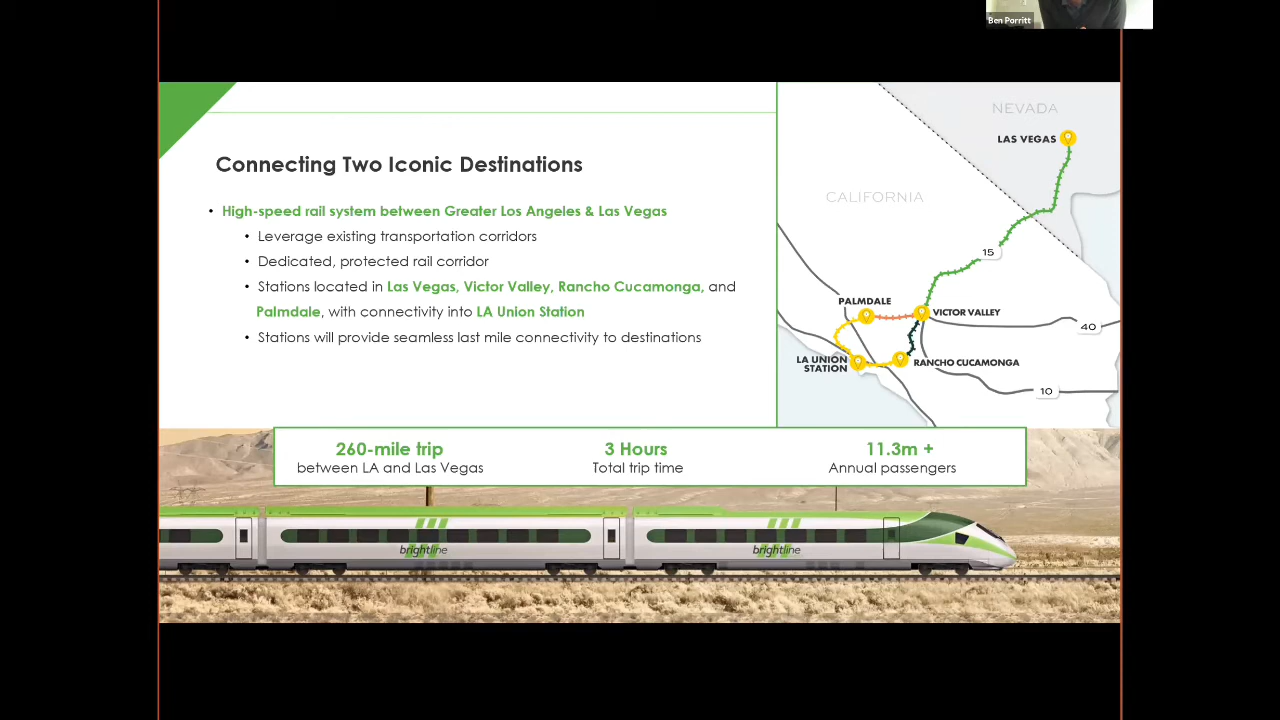 Ben Porritt
Connecting Two Iconic Destinations
• High-speed rail system between Greater Los Angeles & Las Vegas
• Leverage existing transportation corridors
• Dedicated, protected rail corridor
• Stations located in Las Vegas, Victor Valley, Rancho Cucamonga, and
Palmdale, with connectivity into LA Union Station
• Stations will provide seamless last mile connectivity to destinations
NEVADA
LAS VEGAS
CALIFORNIA
15
PALMDALE
VICTOR VALLEY
40
LA UNION
STATION
RANCHO CUCAMONGA
10
260-mile trip
between LA and Las Vegas
3 Hours
Total trip time
11.3m +
Annual passengers
brightline
brightline